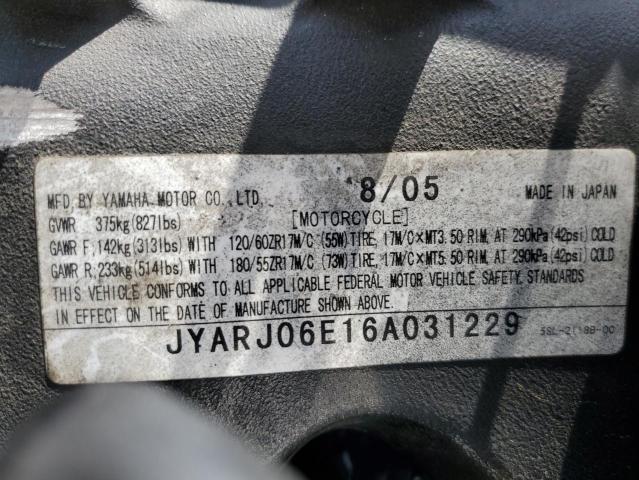 MFD. BY YAMAHA MOTOR CO., LTD. 8/05 MADE IN JAPAN
GVWR 375kg(827lbs) [MOTORCYCLE]
GAWR F, 142kg(313lbs) WITH 120/60ZR17M/C (55W) TIRE, 17M/C×MT3.50 RIM, AT 290kPa(42psi) COLD
GAWR R, 233kg(514lbs) WITH 180/55ZR17M/C (73W) TIRE, 17M/C×MT5.50 RIM, AT 290kPa(42psi) COLD
THIS VEHICLE CONFORMS TO ALL APPLICABLE FEDERAL MOTOR VEHICLE SAFETY STANDARDS
IN EFFECT ON THE DATE OF MANUFACTURE SHOWN ABOVE.
JYARJ06E16A031229 5SL-2118B-00